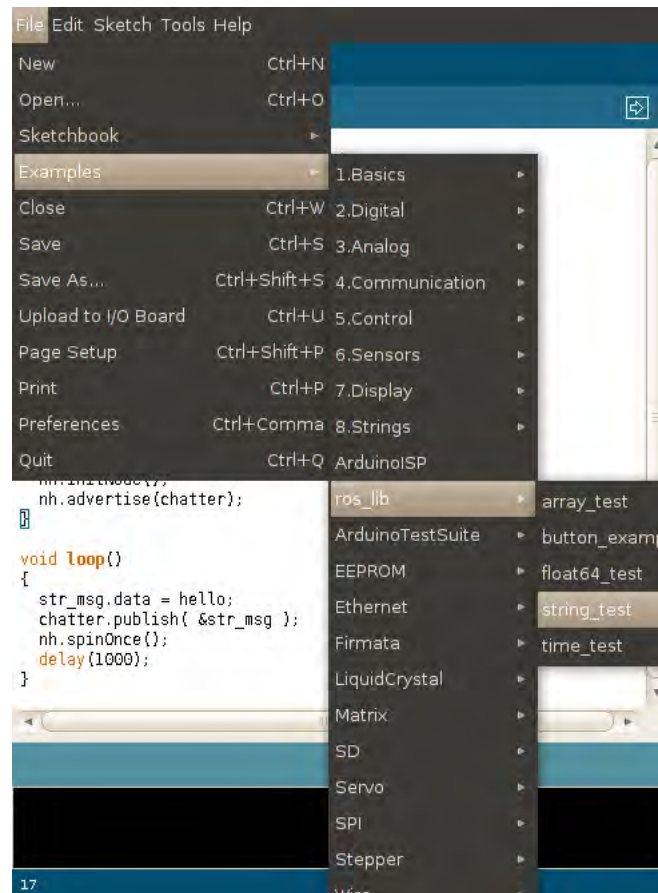 File Edit Sketch Tools Help
New Ctrl+N
Open... Ctrl+O
Sketchbook
Examples
Close Ctrl+W
Save Ctrl+S
Save As... Ctrl+Shift+S
Upload to I/O Board Ctrl+U
Page Setup Ctrl+Shift+P
Print Ctrl+P
Preferences Ctrl+Comma
Quit Ctrl+Q
1.Basics
2.Digital
3.Analog
4.Communication
5.Control
6.Sensors
7.Display
8.Strings
ArduinoISP
ros_lib
ArduinoTestSuite
EEPROM
Ethernet
Firmata
LiquidCrystal
Matrix
SD
Servo
SPI
Stepper
array_test
button_examp
float64_test
string_test
time_test
nh.advertise(chatter);
}
void loop()
{
str_msg.data = hello;
chatter.publish( &str_msg );
nh.spinOnce();
delay(1000);
}
17